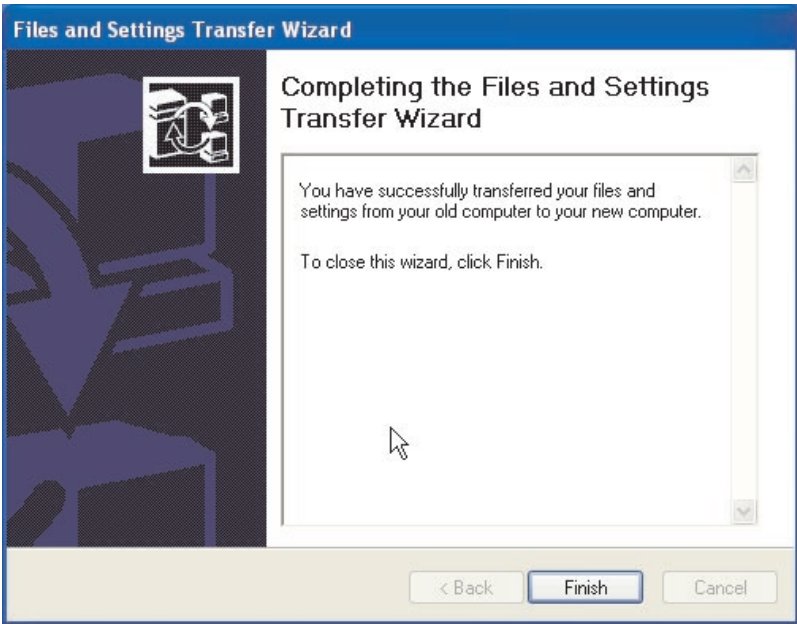 Files and Settings Transfer Wizard
Completing the Files and Settings
Transfer Wizard
You have successfully transferred your files and
settings from your old computer to your new computer.
To close this wizard, click Finish.
< Back
Finish
Cancel